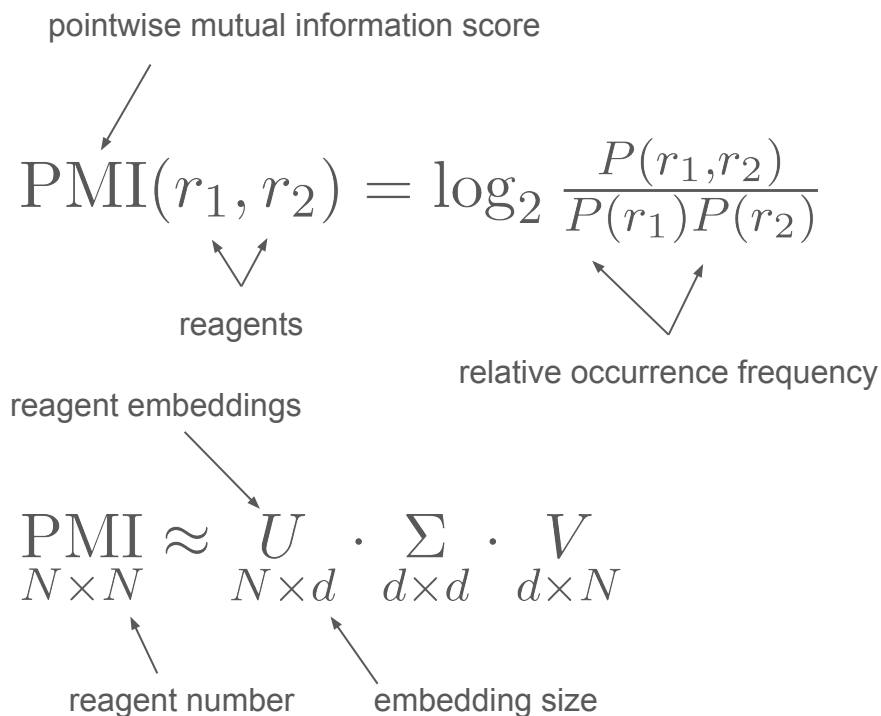 pointwise mutual information score
PMI(r₁, r₂) = log₂ P(r₁,r₂) / P(r₁)P(r₂)
reagents
relative occurrence frequency
reagent embeddings
PMI ≈ U · Σ · V
N×N N×d d×d d×N
reagent number embedding size